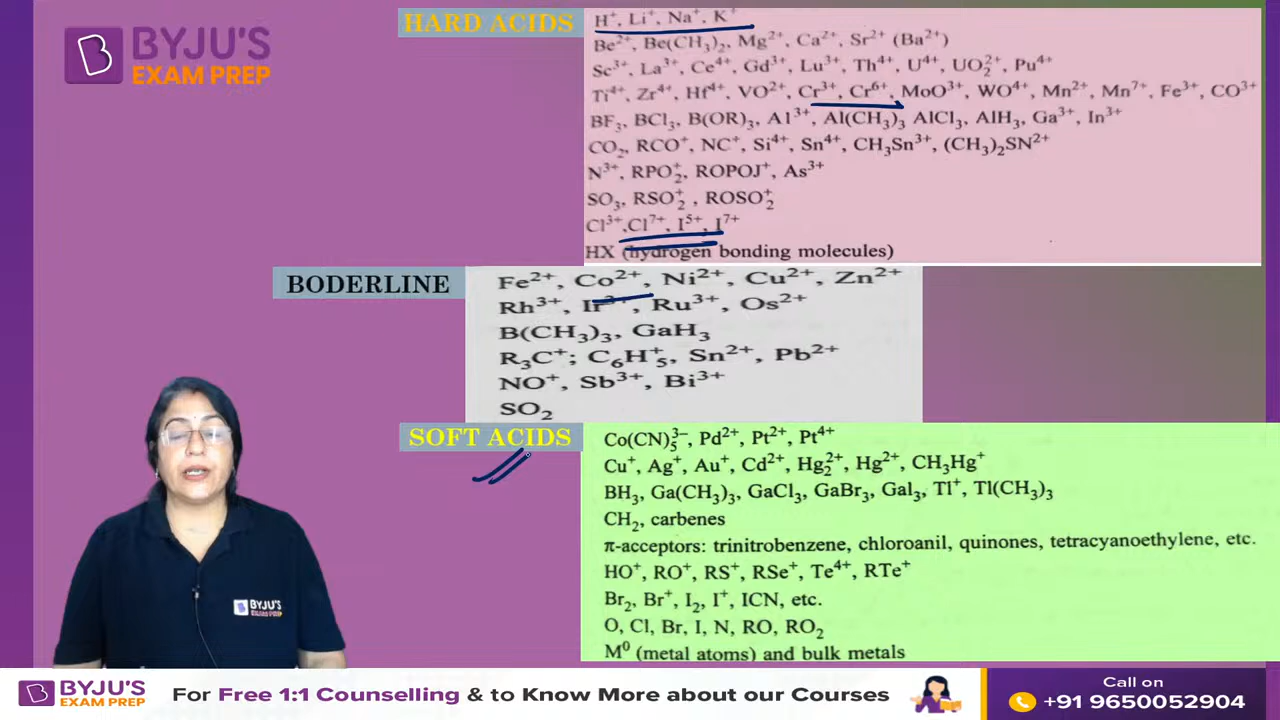 BYJU'S
EXAM PREP
HARD ACIDS
H⁺, Li⁺, Na⁺, K⁺
Be²⁺, Be(CH₃)₂, Mg²⁺, Ca²⁺, Sr²⁺ (Ba²⁺)
Sc³⁺, La³⁺, Ce⁴⁺, Gd³⁺, Lu³⁺, Th⁴⁺, U⁴⁺, UO₂²⁺, Pu⁴⁺
Ti⁴⁺, Zr⁴⁺, Hf⁴⁺, VO²⁺, Cr³⁺, Cr⁶⁺, MoO³⁺, WO⁴⁺, Mn²⁺, Mn⁷⁺, Fe³⁺, CO³⁺
BF₃, BCl₃, B(OR)₃, Al³⁺, Al(CH₃)₃ AlCl₃, AlH₃, Ga³⁺, In³⁺
CO₂, RCO⁺, NC⁺, Si⁴⁺, Sn⁴⁺, CH₃Sn³⁺, (CH₃)₂SN²⁺
N³⁺, RPO₂⁺, ROPOJ⁺, As³⁺
SO₃, RSO₂⁺, ROSO₂⁺
Cl³⁺, Cl⁷⁺, I⁵⁺, I⁷⁺
HX (hydrogen bonding molecules)
BODERLINE
Fe²⁺, Co²⁺, Ni²⁺, Cu²⁺, Zn²⁺
Rh³⁺, Ir³⁺, Ru³⁺, Os²⁺
B(CH₃)₃, GaH₃
R₃C⁺; C₆H₅⁺, Sn²⁺, Pb²⁺
NO⁺, Sb³⁺, Bi³⁺
SO₂
SOFT ACIDS
Co(CN)₅³⁻, Pd²⁺, Pt²⁺, Pt⁴⁺
Cu⁺, Ag⁺, Au⁺, Cd²⁺, Hg₂²⁺, Hg²⁺, CH₃Hg⁺
BH₃, Ga(CH₃)₃, GaCl₃, GaBr₃, Gal₃, Tl⁺, Tl(CH₃)₃
CH₂, carbenes
π-acceptors: trinitrobenzene, chloroanil, quinones, tetracyanoethylene, etc.
HO⁺, RO⁺, RS⁺, RSe⁺, Te⁴⁺, RTe⁺
Br₂, Br⁺, I₂, I⁺, ICN, etc.
O, Cl, Br, I, N, RO, RO₂
M⁰ (metal atoms) and bulk metals
BYJU'S
EXAM PREP
BYJU'S
EXAM PREP
For Free 1:1 Counselling & to Know More about our Courses
Call on
+91 9650052904